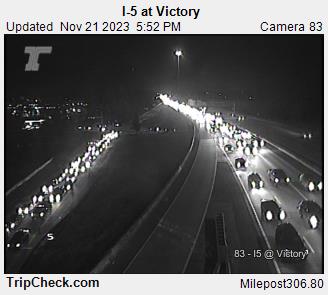 I-5 at Victory
Updated Nov 21 2023 5:52 PM Camera 83
T
S
83 - I5 @ Victory
TripCheck.com Milepost306.80